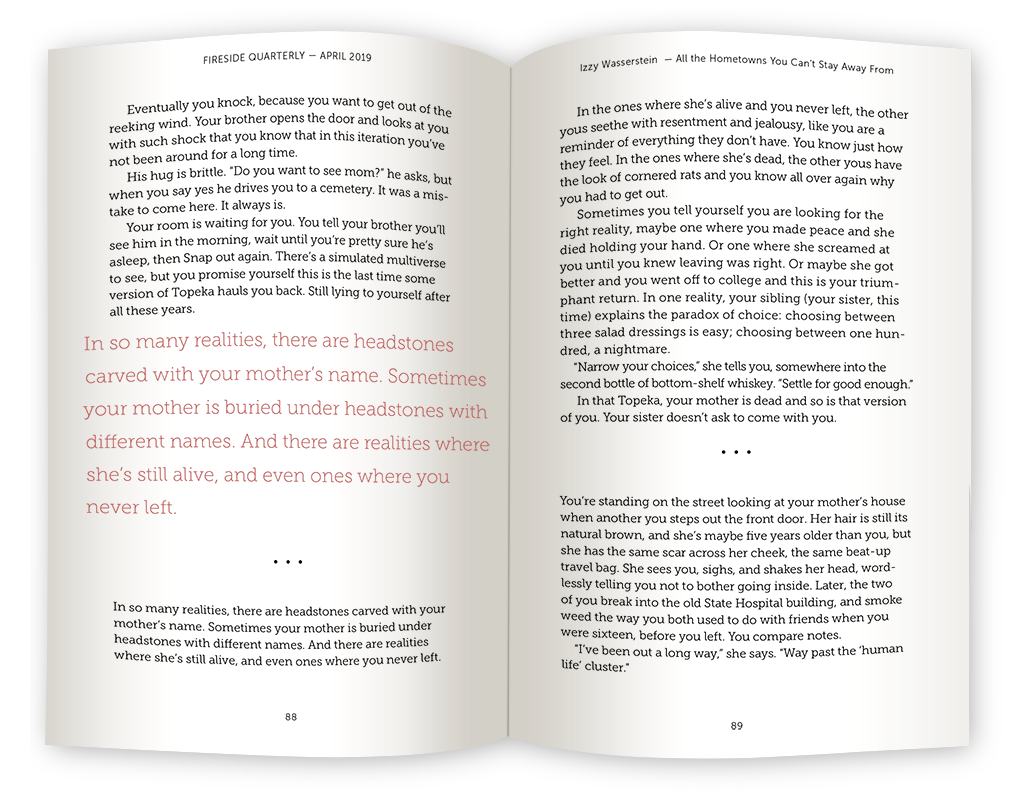 FIRESIDE QUARTERLY — APRIL 2019
Eventually you knock, because you want to get out of the
reeking wind. Your brother opens the door and looks at you
with such shock that you know that in this iteration you've
not been around for a long time.
His hug is brittle. "Do you want to see mom?" he asks, but
when you say yes he drives you to a cemetery. It was a mis-
take to come here. It always is.
Your room is waiting for you. You tell your brother you'll
see him in the morning, wait until you're pretty sure he's
asleep, then Snap out again. There's a simulated multiverse
to see, but you promise yourself this is the last time some
version of Topeka hauls you back. Still lying to yourself after
all these years.
In so many realities, there are headstones
carved with your mother's name. Sometimes
your mother is buried under headstones with
different names. And there are realities where
she's still alive, and even ones where you
never left.
• • •
In so many realities, there are headstones carved with your
mother's name. Sometimes your mother is buried under
headstones with different names. And there are realities
where she's still alive, and even ones where you never left.
88
Izzy Wasserstein — All the Hometowns You Can't Stay Away From
In the ones where she's alive and you never left, the other
yous seethe with resentment and jealousy, like you are a
reminder of everything they don't have. You know just how
they feel. In the ones where she's dead, the other yous have
the look of cornered rats and you know all over again why
you had to get out.
Sometimes you tell yourself you are looking for the
right reality, maybe one where you made peace and she
died holding your hand. Or one where she screamed at
you until you knew leaving was right. Or maybe she got
better and you went off to college and this is your trium-
phant return. In one reality, your sibling (your sister, this
time) explains the paradox of choice: choosing between
three salad dressings is easy; choosing between one hun-
dred, a nightmare.
"Narrow your choices," she tells you, somewhere into the
second bottle of bottom-shelf whiskey. "Settle for good enough."
In that Topeka, your mother is dead and so is that version
of you. Your sister doesn't ask to come with you.
• • •
You're standing on the street looking at your mother's house
when another you steps out the front door. Her hair is still its
natural brown, and she's maybe five years older than you, but
she has the same scar across her cheek, the same beat-up
travel bag. She sees you, sighs, and shakes her head, word-
lessly telling you not to bother going inside. Later, the two
of you break into the old State Hospital building, and smoke
weed the way you both used to do with friends when you
were sixteen, before you left. You compare notes.
"I've been out a long way," she says. "Way past the 'human
life' cluster."
89